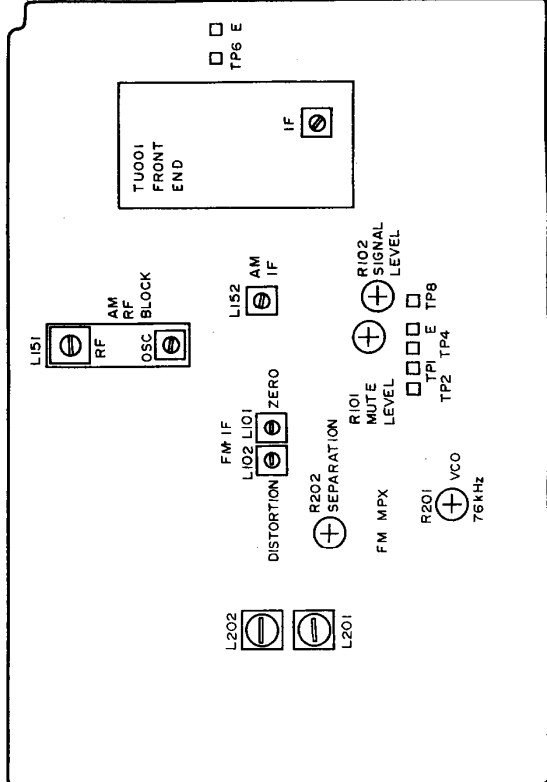 L202
L201
DISTORTION
FM IF
L102 L101
ZERO
R202
SEPARATION
FM MPX
R201
VCO
76kHz
L151
RF
OSC
AM
RF
BLOCK
L152
AM
IF
R101
MUTE
LEVEL
R102
SIGNAL
LEVEL
TP2
TP1
TP4
E
TP8
TU001
FRONT
END
IF
TP6
E